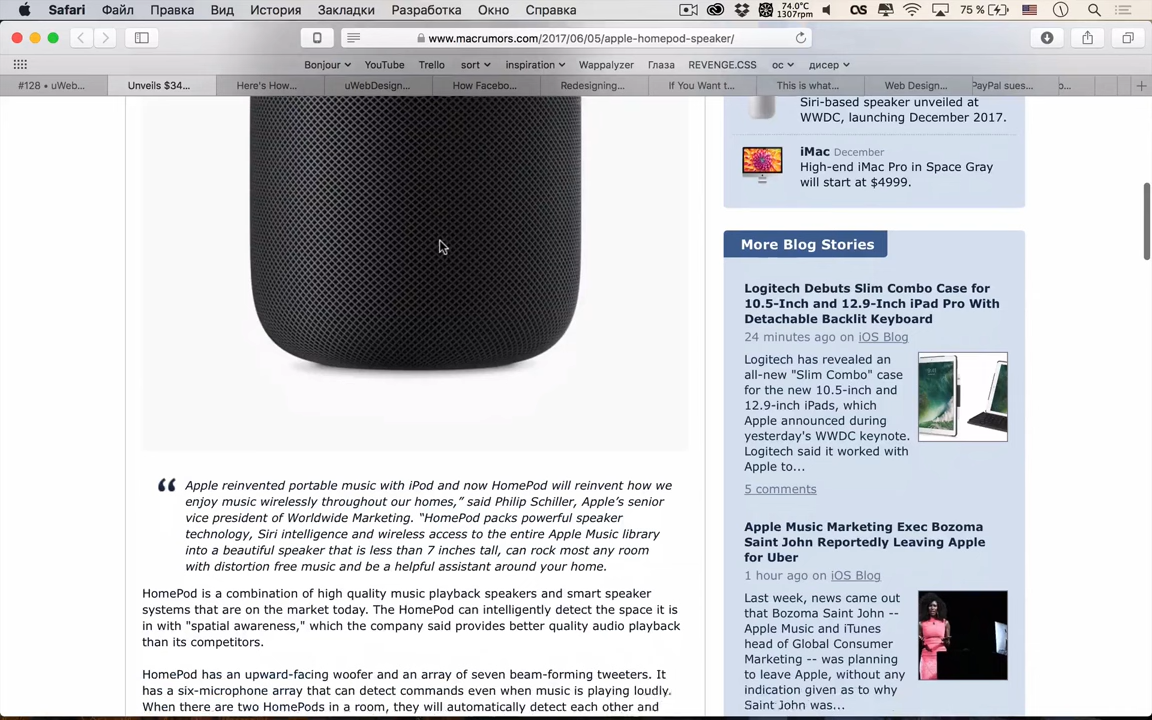 Safari Файл Правка Вид История Закладки Разработка Окно Справка 74.0°C 1307rpm 75 %
www.macrumors.com/2017/06/05/apple-homepod-speaker/
Bonjour YouTube Trello sort inspiration Wappalyzer Глаза REVENGE.CSS ос дисер
#128 • uWeb... Unveils $34... Here's How... uWebDesign... How Facebo... Redesigning... If You Want t... This is what... Web Design... PayPal sues...
Siri-based speaker unveiled at
WWDC, launching December 2017.
iMac December
High-end iMac Pro in Space Gray
will start at $4999.
More Blog Stories
Logitech Debuts Slim Combo Case for
10.5-Inch and 12.9-Inch iPad Pro With
Detachable Backlit Keyboard
24 minutes ago on iOS Blog
Logitech has revealed an
all-new "Slim Combo" case
for the new 10.5-inch and
12.9-inch iPads, which
Apple announced during
yesterday's WWDC keynote.
Logitech said it worked with
Apple to...
5 comments
Apple Music Marketing Exec Bozoma
Saint John Reportedly Leaving Apple
for Uber
1 hour ago on iOS Blog
Last week, news came
out that Bozoma Saint John --
Apple Music and iTunes
head of Global Consumer
Marketing -- was planning
to leave Apple, without any
indication given as to why
Saint John was...
“ Apple reinvented portable music with iPod and now HomePod will reinvent how we
enjoy music wirelessly throughout our homes,” said Philip Schiller, Apple’s senior
vice president of Worldwide Marketing. “HomePod packs powerful speaker
technology, Siri intelligence and wireless access to the entire Apple Music library
into a beautiful speaker that is less than 7 inches tall, can rock most any room
with distortion free music and be a helpful assistant around your home.
HomePod is a combination of high quality music playback speakers and smart speaker
systems that are on the market today. The HomePod can intelligently detect the space it is
in with "spatial awareness," which the company said provides better quality audio playback
than its competitors.
HomePod has an upward-facing woofer and an array of seven beam-forming tweeters. It
has a six-microphone array that can detect commands even when music is playing loudly.
When there are two HomePods in a room, they will automatically detect each other and